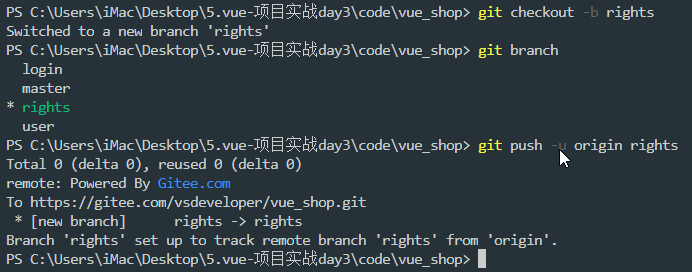 PS C:\Users\iMac\Desktop\5.vue-项目实战day3\code\vue_shop> git checkout -b rights
Switched to a new branch 'rights'
PS C:\Users\iMac\Desktop\5.vue-项目实战day3\code\vue_shop> git branch
  login
  master
* rights
  user
PS C:\Users\iMac\Desktop\5.vue-项目实战day3\code\vue_shop> git push -u origin rights
Total 0 (delta 0), reused 0 (delta 0)
remote: Powered By Gitee.com
To https://gitee.com/vsdeveloper/vue_shop.git
 * [new branch]      rights -> rights
Branch 'rights' set up to track remote branch 'rights' from 'origin'.
PS C:\Users\iMac\Desktop\5.vue-项目实战day3\code\vue_shop>